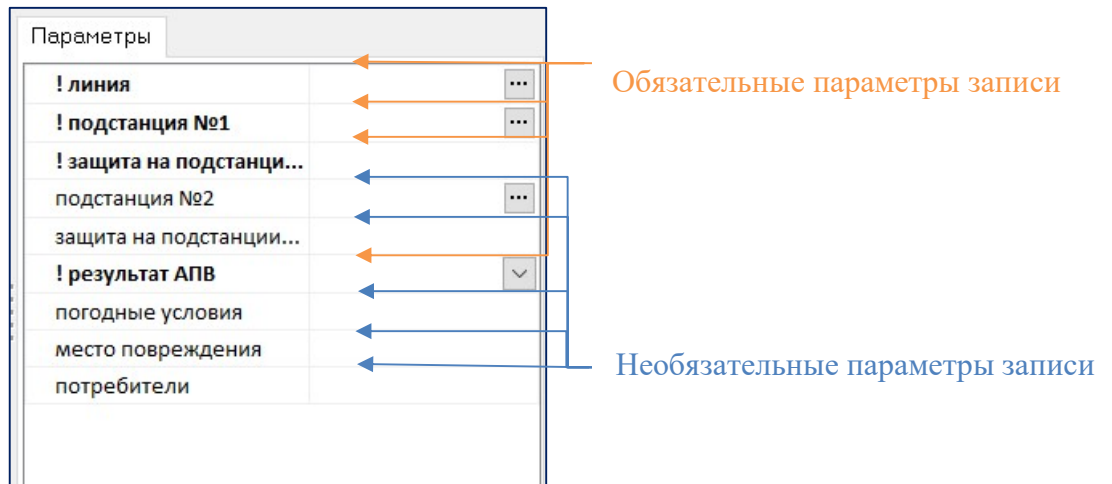 Параметры
! линия
...
Обязательные параметры записи
! подстанция №1
...
! защита на подстанци...
подстанция №2
...
защита на подстанции...
! результат АПВ
погодные условия
место повреждения
Необязательные параметры записи
потребители